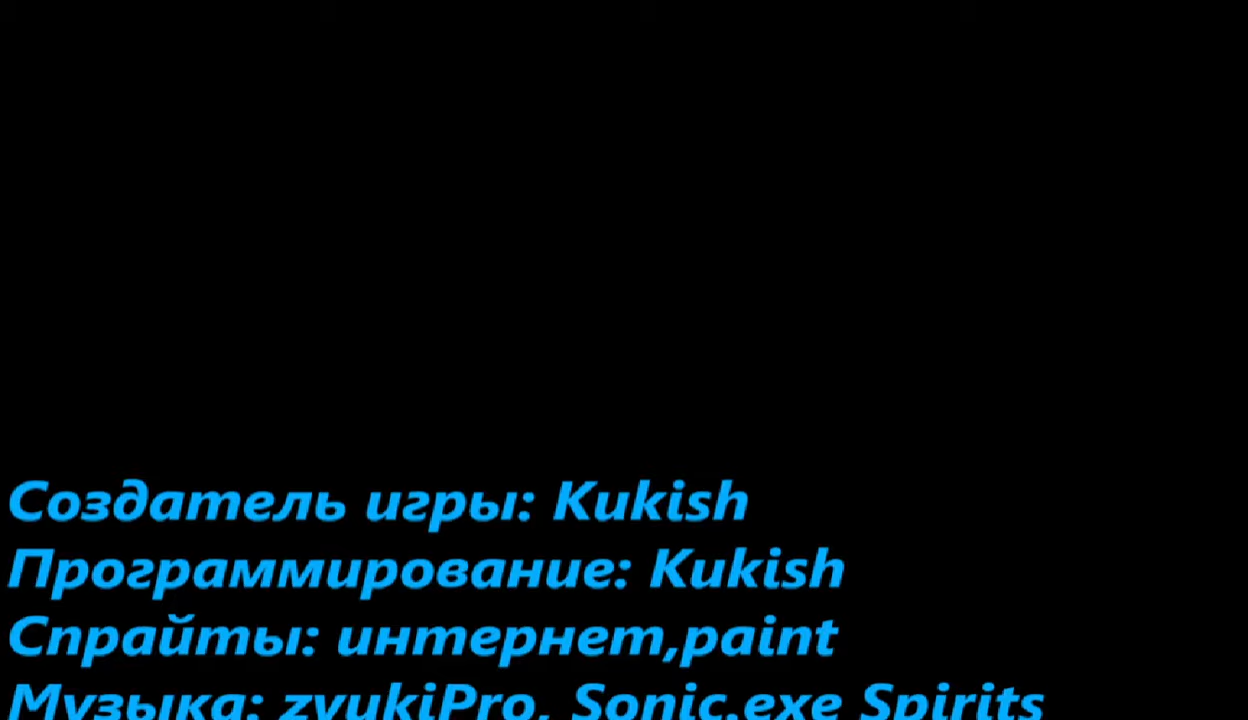 Создатель игры: Kukish
Программирование: Kukish
Спрайты: интернет,paint
Музыка: zvukiPro, Sonic.exe Spirits